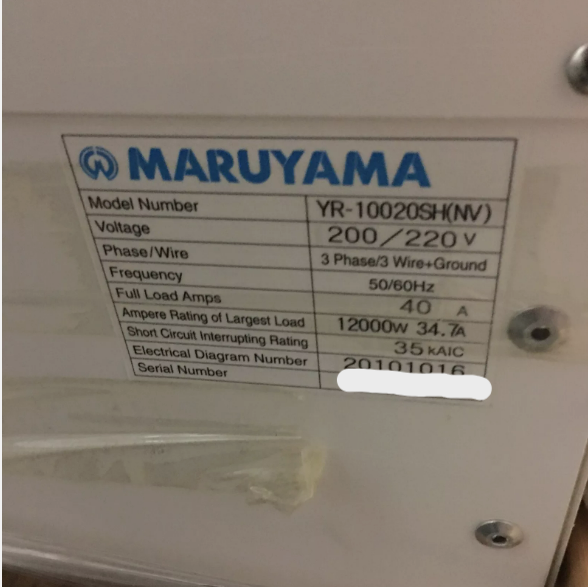 MARUYAMA
Model Number YR-10020SH(NV)
Voltage 200/220 V
Phase/Wire 3 Phase/3 Wire+Ground
Frequency 50/60Hz
Full Load Amps 40 A
Ampere Rating of Largest Load 12000W 34.7A
Short Circuit Interrupting Rating 35 kAIC
Electrical Diagram Number 20101016
Serial Number